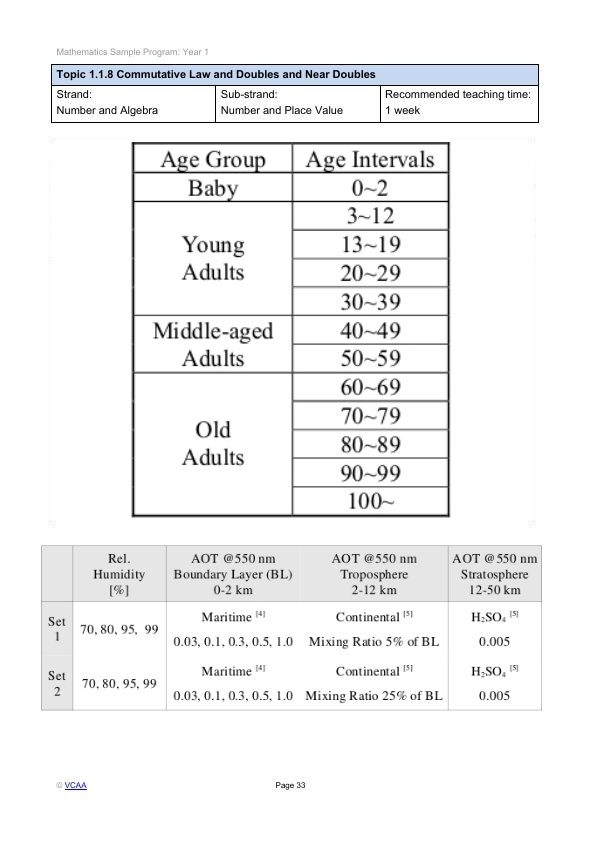 Mathematics Sample Program: Year 1
Topic 1.1.8 Commutative Law and Doubles and Near Doubles
Strand:
Number and Algebra
Sub-strand:
Number and Place Value
Recommended teaching time:
1 week
Age Group Age Intervals
Baby 0~2
Young
Adults
3~12
13~19
20~29
30~39
Middle-aged
Adults
40~49
50~59
Old
Adults
60~69
70~79
80~89
90~99
100~
Rel.
Humidity
[%]
AOT @550 nm
Boundary Layer (BL)
0-2 km
AOT @550 nm
Troposphere
2-12 km
AOT @550 nm
Stratosphere
12-50 km
Set
1
70, 80, 95, 99
Maritime [4]
0.03, 0.1, 0.3, 0.5, 1.0
Continental [5]
Mixing Ratio 5% of BL
H₂SO₄ [5]
0.005
Set
2
70, 80, 95, 99
Maritime [4]
0.03, 0.1, 0.3, 0.5, 1.0
Continental [5]
Mixing Ratio 25% of BL
H₂SO₄ [5]
0.005
© VCAA Page 33